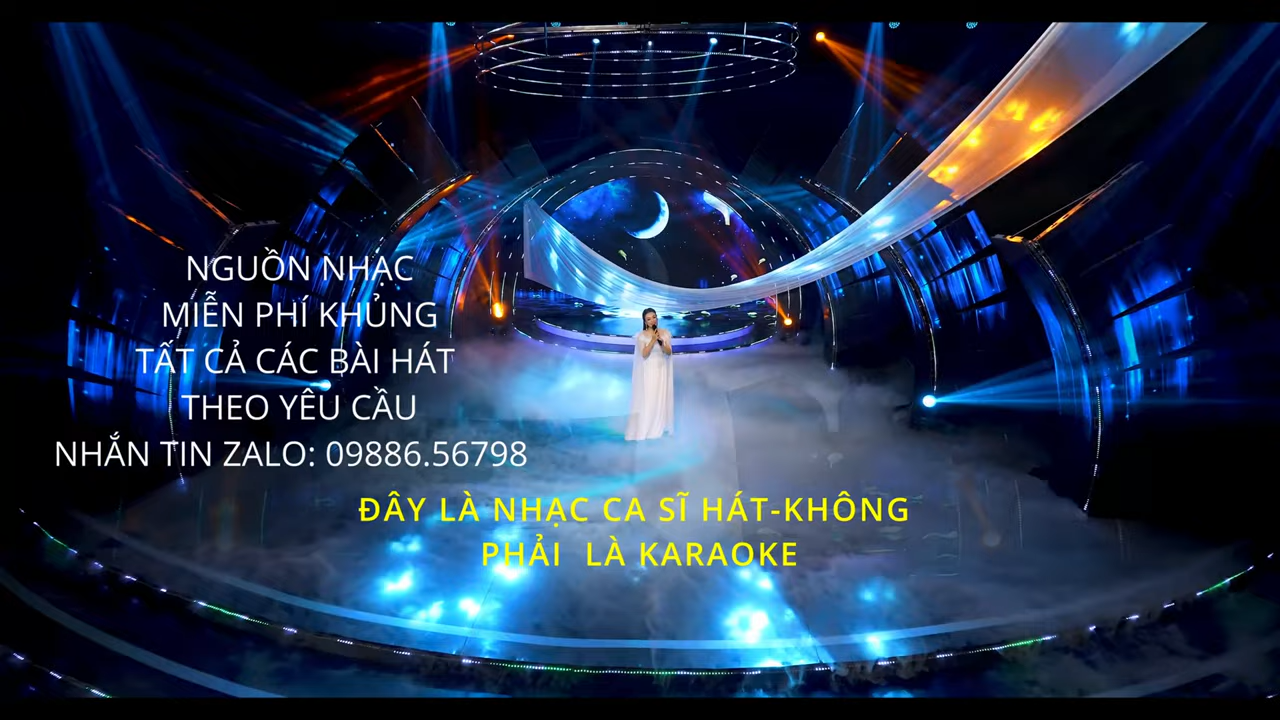 NGUỒN NHẠC
MIỄN PHÍ KHỦNG
TẤT CẢ CÁC BÀI HÁT
THEO YÊU CẦU
NHẮN TIN ZALO: 09886.56798
ĐÂY LÀ NHẠC CA SĨ HÁT-KHÔNG
PHẢI LÀ KARAOKE